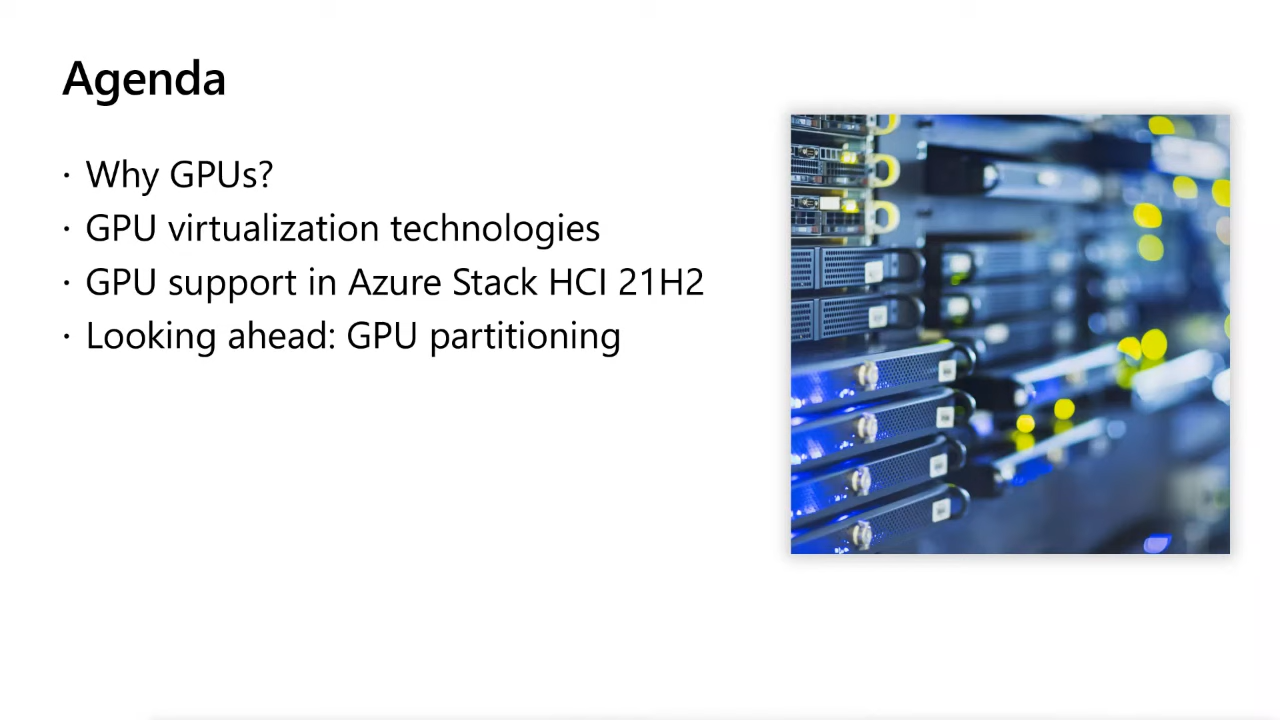 Agenda
· Why GPUs?
· GPU virtualization technologies
· GPU support in Azure Stack HCI 21H2
· Looking ahead: GPU partitioning